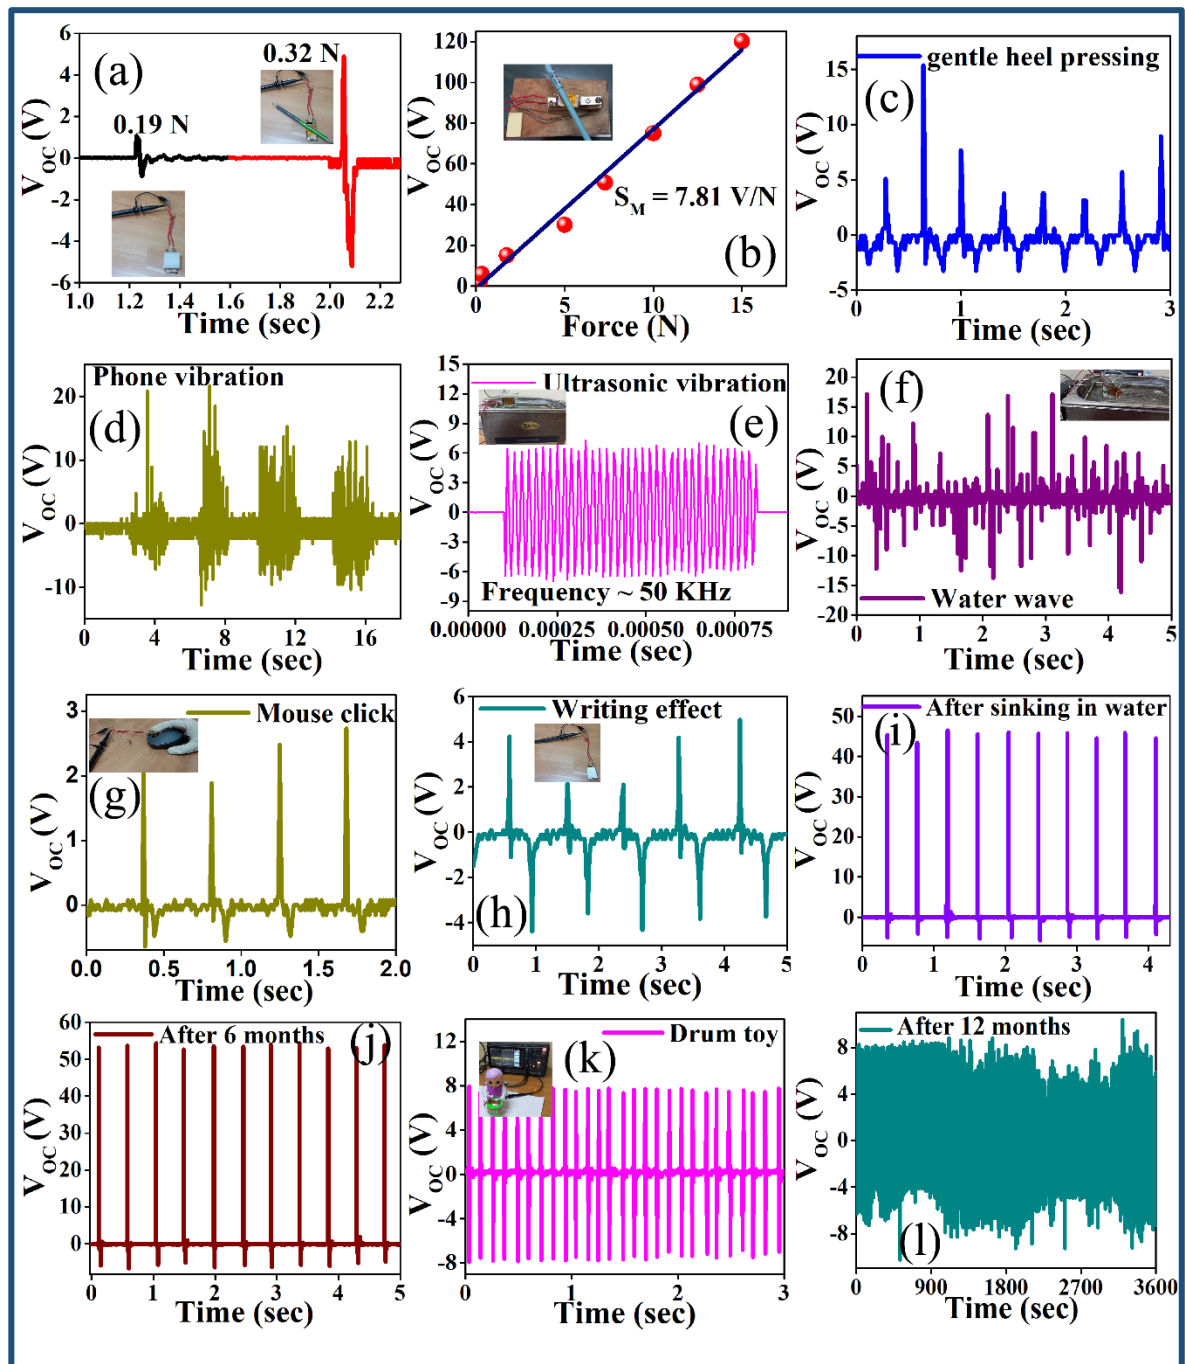 (a)
0.19 N
0.32 N
6
4
2
0
-2
-4
-6
1.0 1.2 1.4 1.6 1.8 2.0 2.2
V_OC (V)
Time (sec)
(b)
S_M = 7.81 V/N
120
100
80
60
40
20
0
0 5 10 15
V_OC (V)
Force (N)
(c)
gentle heel pressing
15
10
5
0
-5
0 1 2 3
V_OC (V)
Time (sec)
Phone vibration
(d)
20
10
0
-10
0 4 8 12 16
V_OC (V)
Time (sec)
Ultrasonic vibration
(e)
Frequency ~ 50 KHz
15
12
9
6
3
0
-3
-6
-9
0.00000 0.00025 0.00050 0.00075
V_OC (V)
Time (sec)
(f)
Water wave
20
15
10
5
0
-5
-10
-15
-20
0 1 2 3 4 5
V_OC (V)
Time (sec)
Mouse click
(g)
3
2
1
0
0.0 0.5 1.0 1.5 2.0
V_OC (V)
Time (sec)
Writing effect
(h)
6
4
2
0
-2
-4
0 1 2 3 4 5
V_OC (V)
Time (sec)
After sinking in water
(i)
50
40
30
20
10
0
0 1 2 3 4
V_OC (V)
Time (sec)
After 6 months
(j)
60
50
40
30
20
10
0
0 1 2 3 4 5
V_OC (V)
Time (sec)
Drum toy
(k)
12
8
4
0
-4
-8
0 1 2 3
V_OC (V)
Time (sec)
After 12 months
(l)
8
4
0
-4
-8
0 900 1800 2700 3600
V_OC (V)
Time (sec)